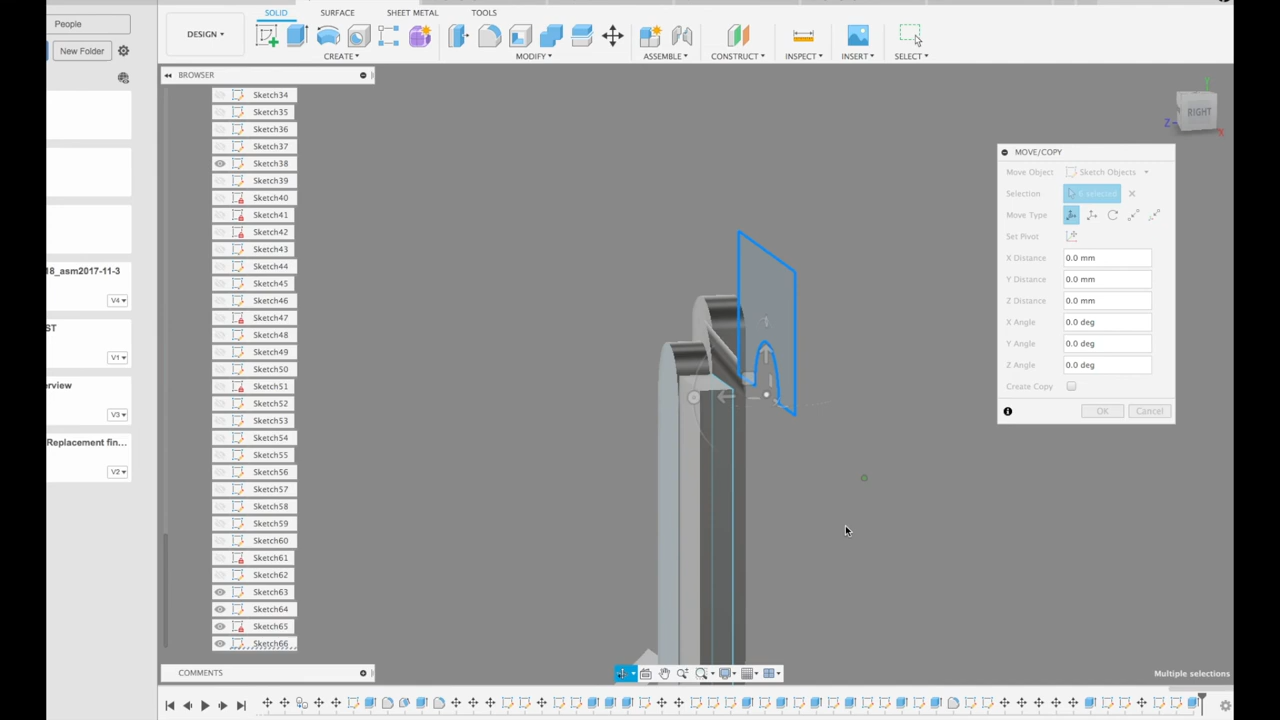 People
New Folder
18_asm2017-11-3
V4
ST
V1
erview
V3
Replacement fin...
V2
DESIGN
SOLID
SURFACE
SHEET METAL
TOOLS
CREATE
MODIFY
ASSEMBLE
CONSTRUCT
INSPECT
INSERT
SELECT
BROWSER
Sketch34
Sketch35
Sketch36
Sketch37
Sketch38
Sketch39
Sketch40
Sketch41
Sketch42
Sketch43
Sketch44
Sketch45
Sketch46
Sketch47
Sketch48
Sketch49
Sketch50
Sketch51
Sketch52
Sketch53
Sketch54
Sketch55
Sketch56
Sketch57
Sketch58
Sketch59
Sketch60
Sketch61
Sketch62
Sketch63
Sketch64
Sketch65
Sketch66
COMMENTS
Y
RIGHT
Z
X
MOVE/COPY
Move Object Sketch Objects
Selection 6 selected
Move Type
Set Pivot
X Distance 0.0 mm
Y Distance 0.0 mm
Z Distance 0.0 mm
X Angle 0.0 deg
Y Angle 0.0 deg
Z Angle 0.0 deg
Create Copy
OK Cancel
Multiple selections